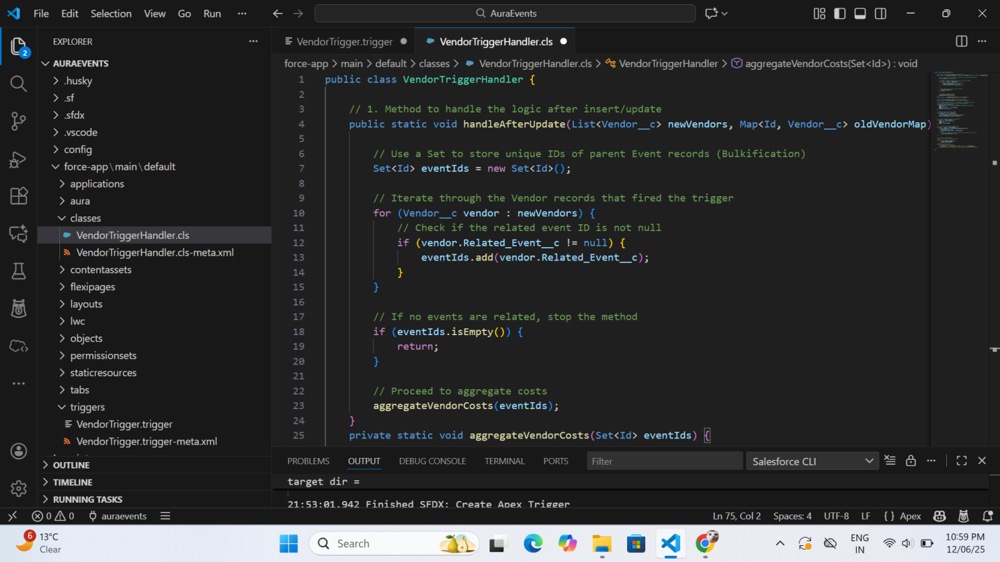 File Edit Selection View Go Run ··· AuraEvents
EXPLORER ···
AURAEVENTS
.husky
.sf
.sfdx
.vscode
config
force-app\main\default
applications
aura
classes
VendorTriggerHandler.cls
VendorTriggerHandler.cls-meta.xml
contentassets
flexipages
layouts
lwc
objects
permissionsets
staticresources
tabs
triggers
VendorTrigger.trigger
VendorTrigger.trigger-meta.xml
OUTLINE
TIMELINE
RUNNING TASKS
2
VendorTrigger.trigger VendorTriggerHandler.cls
force-app > main > default > classes > VendorTriggerHandler.cls > VendorTriggerHandler > aggregateVendorCosts(Set<Id>) : void
1 public class VendorTriggerHandler {
2
3 // 1. Method to handle the logic after insert/update
4 public static void handleAfterUpdate(List<Vendor__c> newVendors, Map<Id, Vendor__c> oldVendorMap)
5
6 // Use a Set to store unique IDs of parent Event records (Bulkification)
7 Set<Id> eventIds = new Set<Id>();
8
9 // Iterate through the Vendor records that fired the trigger
10 for (Vendor__c vendor : newVendors) {
11 // Check if the related event ID is not null
12 if (vendor.Related_Event__c != null) {
13 eventIds.add(vendor.Related_Event__c);
14 }
15 }
16
17 // If no events are related, stop the method
18 if (eventIds.isEmpty()) {
19 return;
20 }
21
22 // Proceed to aggregate costs
23 aggregateVendorCosts(eventIds);
24 }
25 private static void aggregateVendorCosts(Set<Id> eventIds) {
PROBLEMS OUTPUT DEBUG CONSOLE TERMINAL PORTS Filter Salesforce CLI
target dir =
21:53:01.942 Finished SFDX: Create Apex Trigger
0 0 auraevents Ln 75, Col 2 Spaces: 4 UTF-8 LF { } Apex
6 13°C
Clear
Search
ENG
IN
10:59 PM
12/06/25